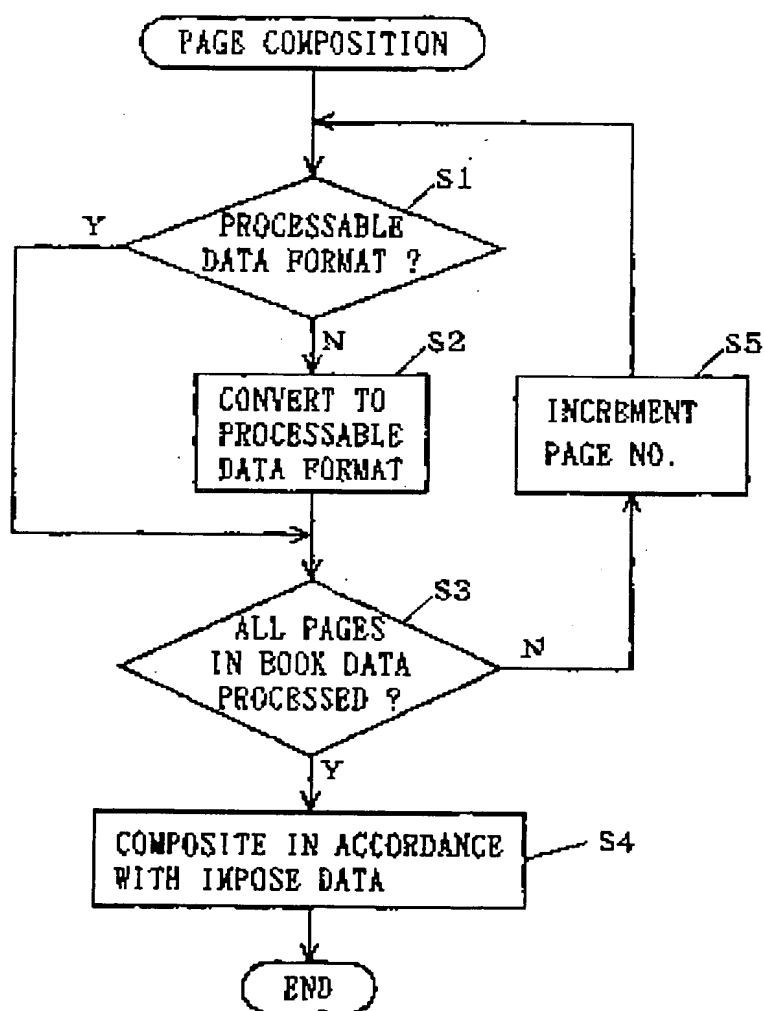 PAGE COMPOSITION
S1
Y
PROCESSABLE
DATA FORMAT ?
N
S2
S5
CONVERT TO
PROCESSABLE
DATA FORMAT
INCREMENT
PAGE NO.
S3
ALL PAGES
IN BOOK DATA
PROCESSED ?
N
Y
COMPOSITE IN ACCORDANCE
WITH IMPOSE DATA
S4
END